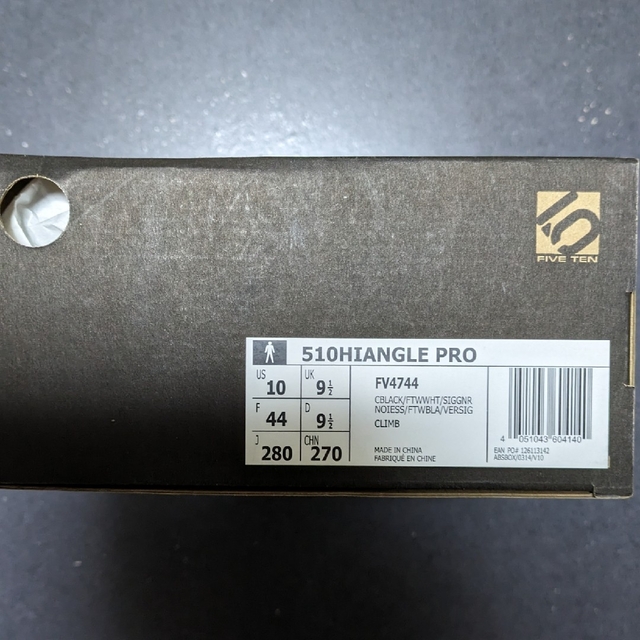 FIVE TEN
510HIANGLE PRO
US
10
UK
9½
F
44
D
9½
J
280
CHN
270
FV4744
CBLACK/FTWWHT/SIGGNR
NOIESS/FTWBLA/VERSIG
CLIMB
MADE IN CHINA
FABRIQUÉ EN CHINE
4 051043 604140
EAN PO# 126113142
ABSBOX/0314/V10